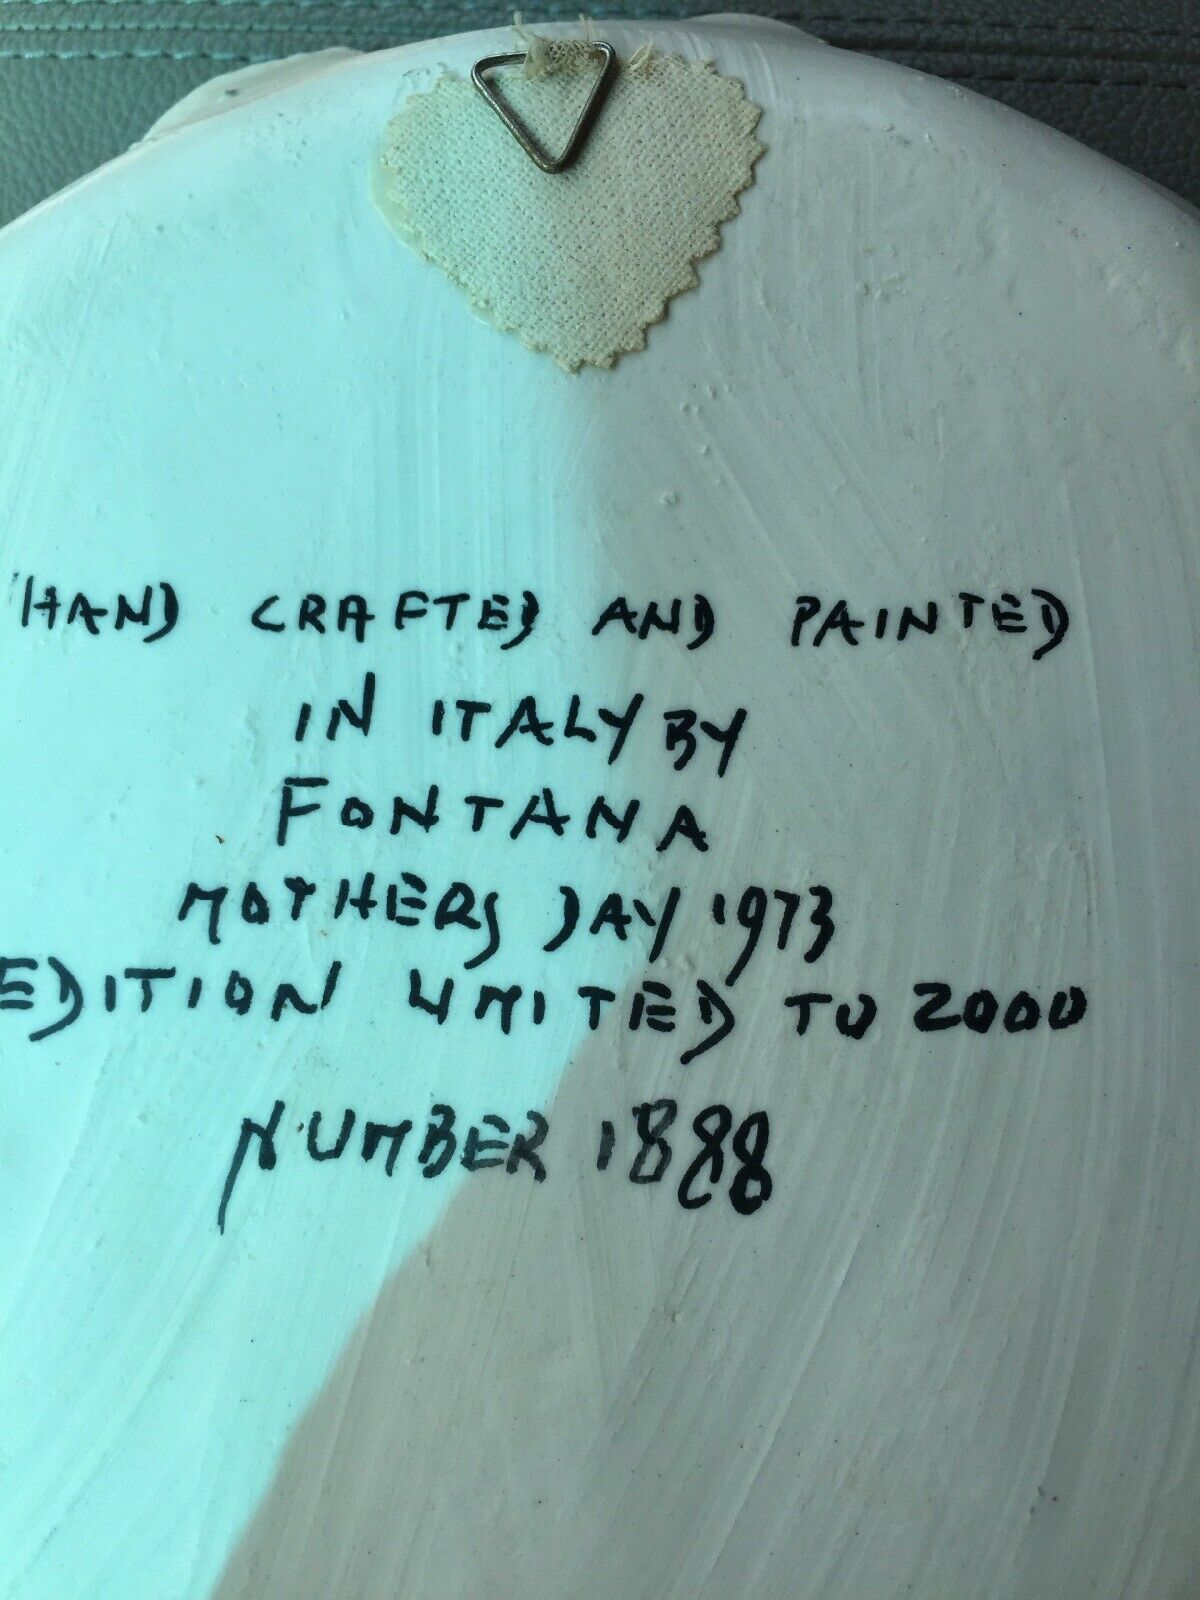 HAND CRAFTED AND PAINTED
IN ITALY BY
FONTANA
MOTHERS DAY 1973
EDITION LIMITED TO 2000
NUMBER 1888